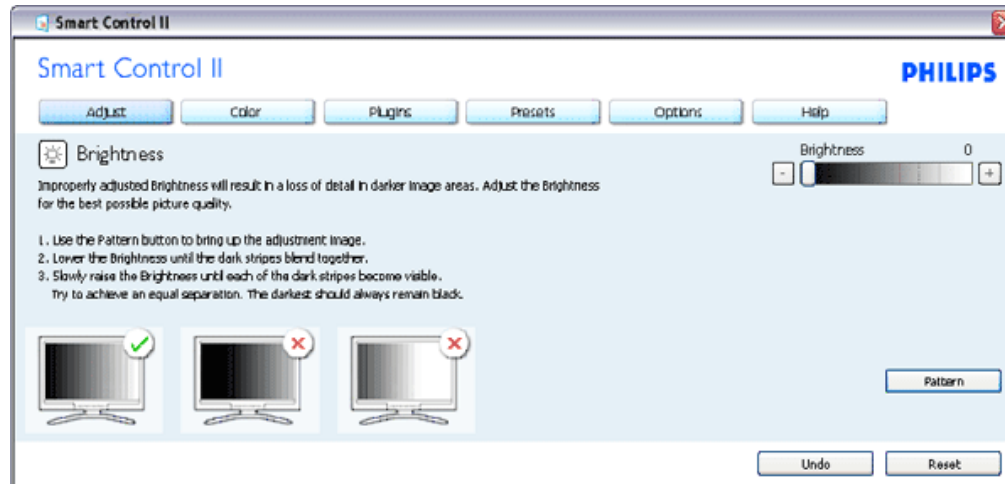 Smart Control II
Smart Control II
PHILIPS
Adjust
Color
Plugins
Presets
Options
Help
Brightness
Brightness 0
Improperly adjusted Brightness will result in a loss of detail in darker image areas. Adjust the Brightness
for the best possible picture quality.
1. Use the Pattern button to bring up the adjustment image.
2. Lower the Brightness until the dark stripes blend together.
3. Slowly raise the Brightness until each of the dark stripes become visible.
Try to achieve an equal separation. The darkest should always remain black.
- +
Pattern
Undo
Reset